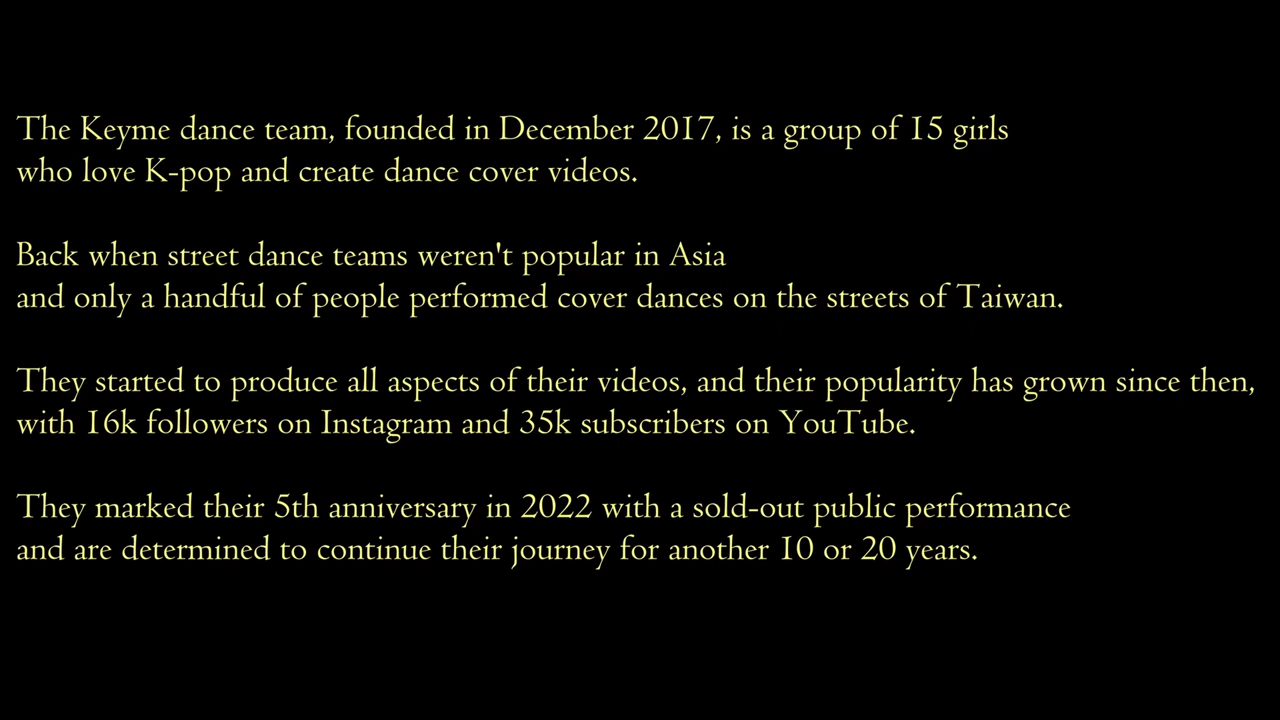 The Keyme dance team, founded in December 2017, is a group of 15 girls
who love K-pop and create dance cover videos.
Back when street dance teams weren't popular in Asia
and only a handful of people performed cover dances on the streets of Taiwan.
They started to produce all aspects of their videos, and their popularity has grown since then,
with 16k followers on Instagram and 35k subscribers on YouTube.
They marked their 5th anniversary in 2022 with a sold-out public performance
and are determined to continue their journey for another 10 or 20 years.